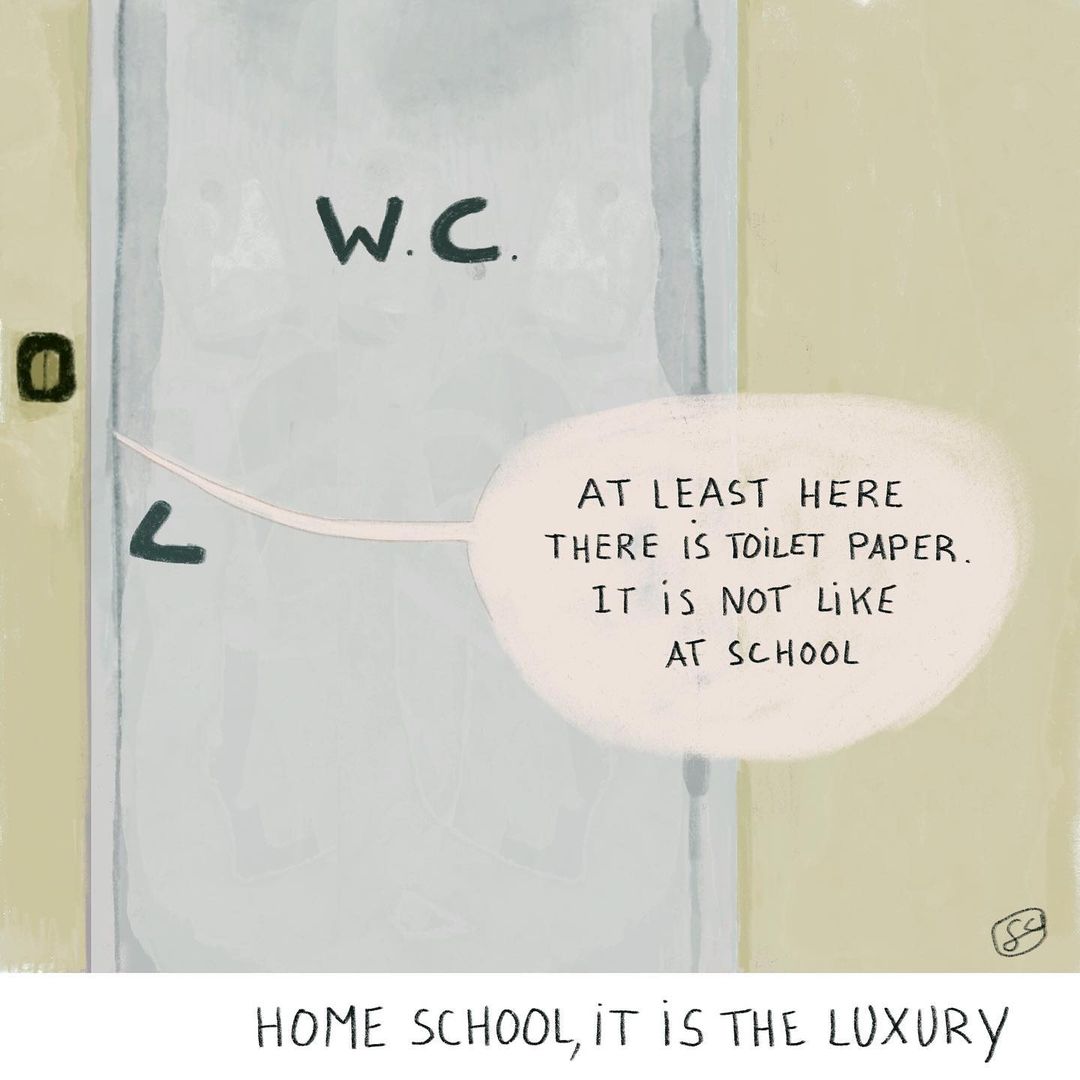 W.C.
AT LEAST HERE
THERE IS TOILET PAPER.
IT IS NOT LIKE
AT SCHOOL
HOME SCHOOL, IT IS THE LUXURY